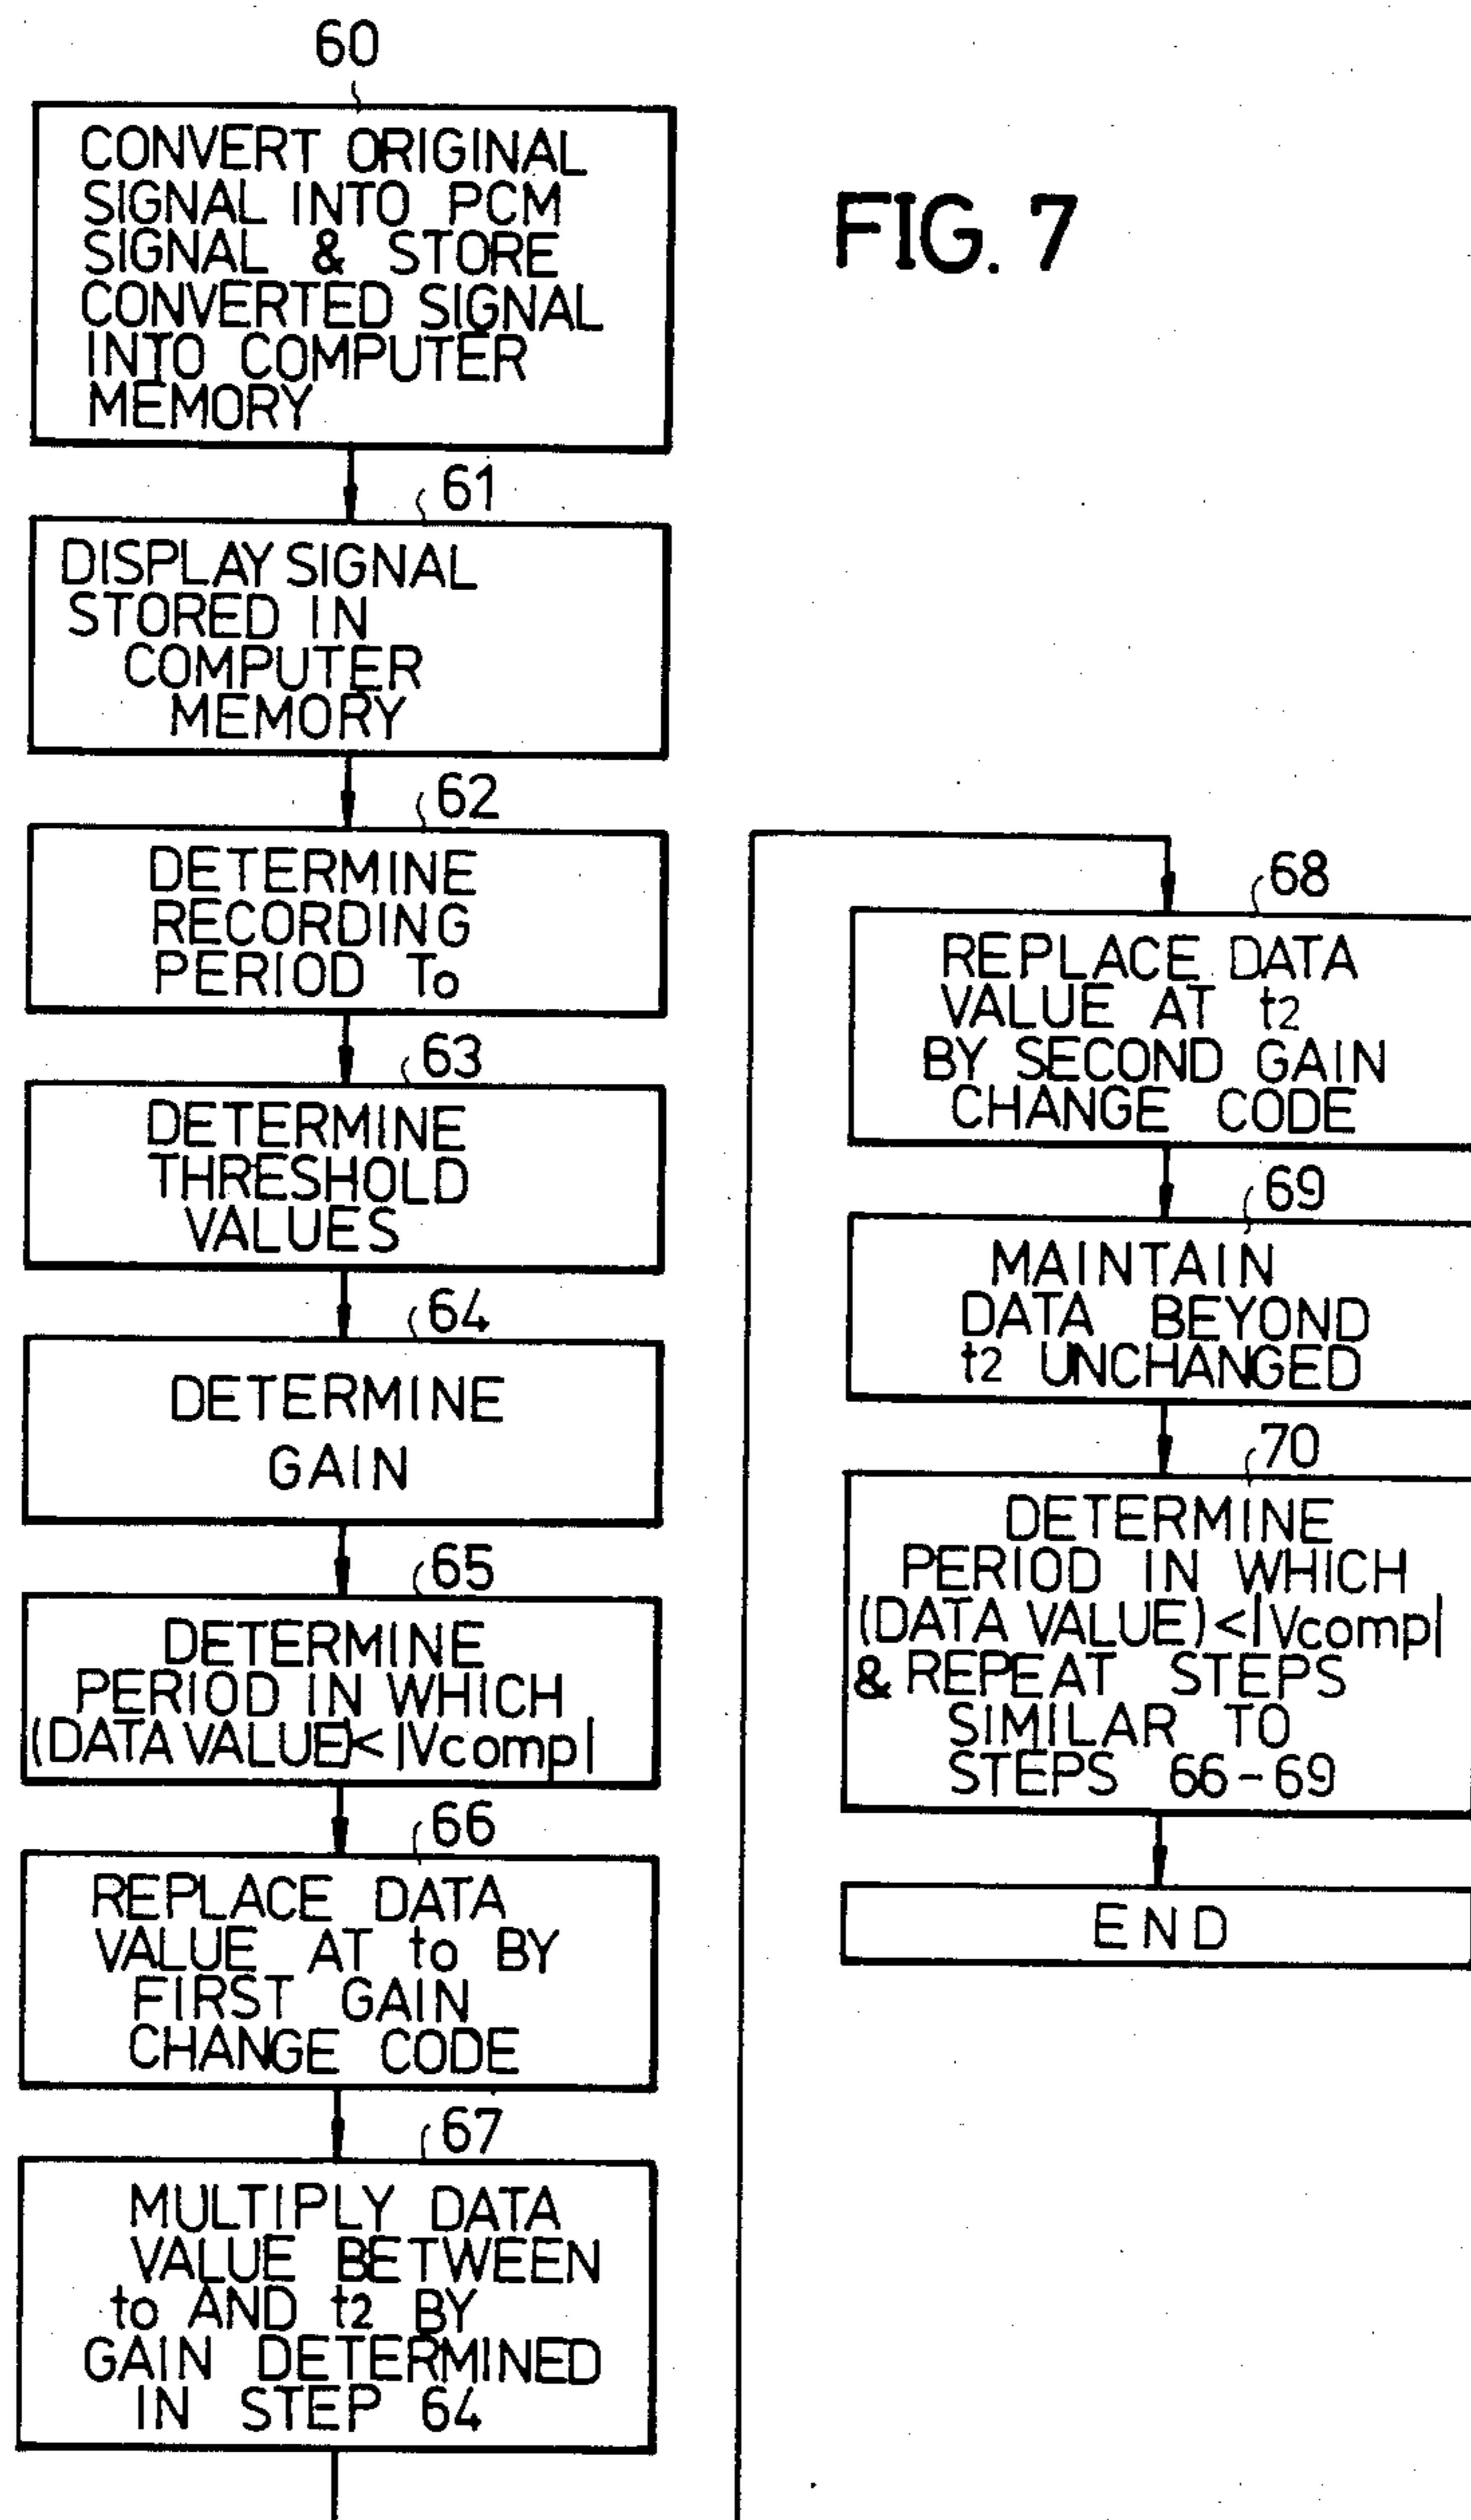 60
CONVERT ORIGINAL
SIGNAL INTO PCM
SIGNAL & STORE
CONVERTED SIGNAL
INTO COMPUTER
MEMORY
FIG. 7
61
DISPLAY SIGNAL
STORED IN
COMPUTER
MEMORY
62
DETERMINE
RECORDING
PERIOD To
63
DETERMINE
THRESHOLD
VALUES
64
DETERMINE
GAIN
65
DETERMINE
PERIOD IN WHICH
(DATA VALUE)<|Vcomp|
66
REPLACE DATA
VALUE AT to BY
FIRST GAIN
CHANGE CODE
67
MULTIPLY DATA
VALUE BETWEEN
to AND t2 BY
GAIN DETERMINED
IN STEP 64
68
REPLACE DATA
VALUE AT t2
BY SECOND GAIN
CHANGE CODE
69
MAINTAIN
DATA BEYOND
t2 UNCHANGED
70
DETERMINE
PERIOD IN WHICH
(DATA VALUE)<|Vcomp|
& REPEAT STEPS
SIMILAR TO
STEPS 66-69
END